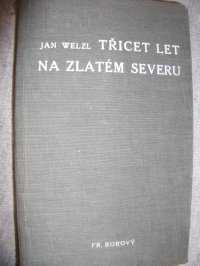 JAN WELZL TŘICET LET
NA ZLATÉM SEVERU
FR. BOROVÝ